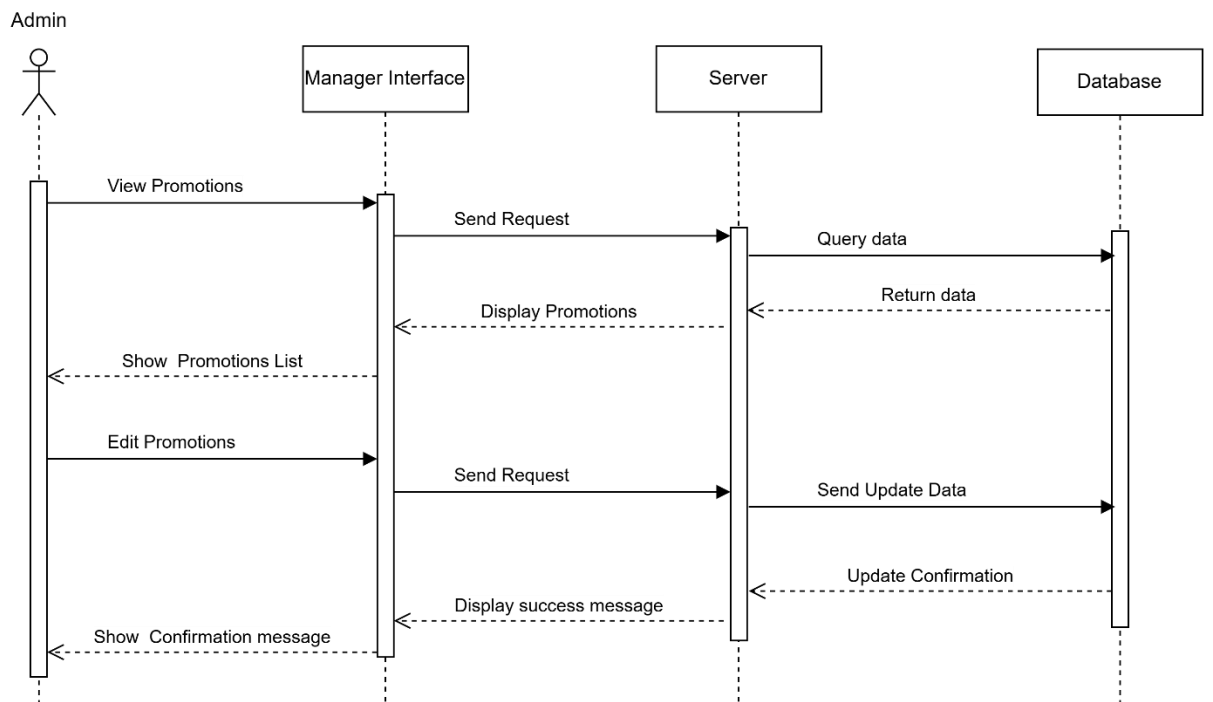 Admin
Manager Interface
Server
Database
View Promotions
Send Request
Query data
Return data
Display Promotions
Show  Promotions List
Edit Promotions
Send Request
Send Update Data
Update Confirmation
Display success message
Show  Confirmation message